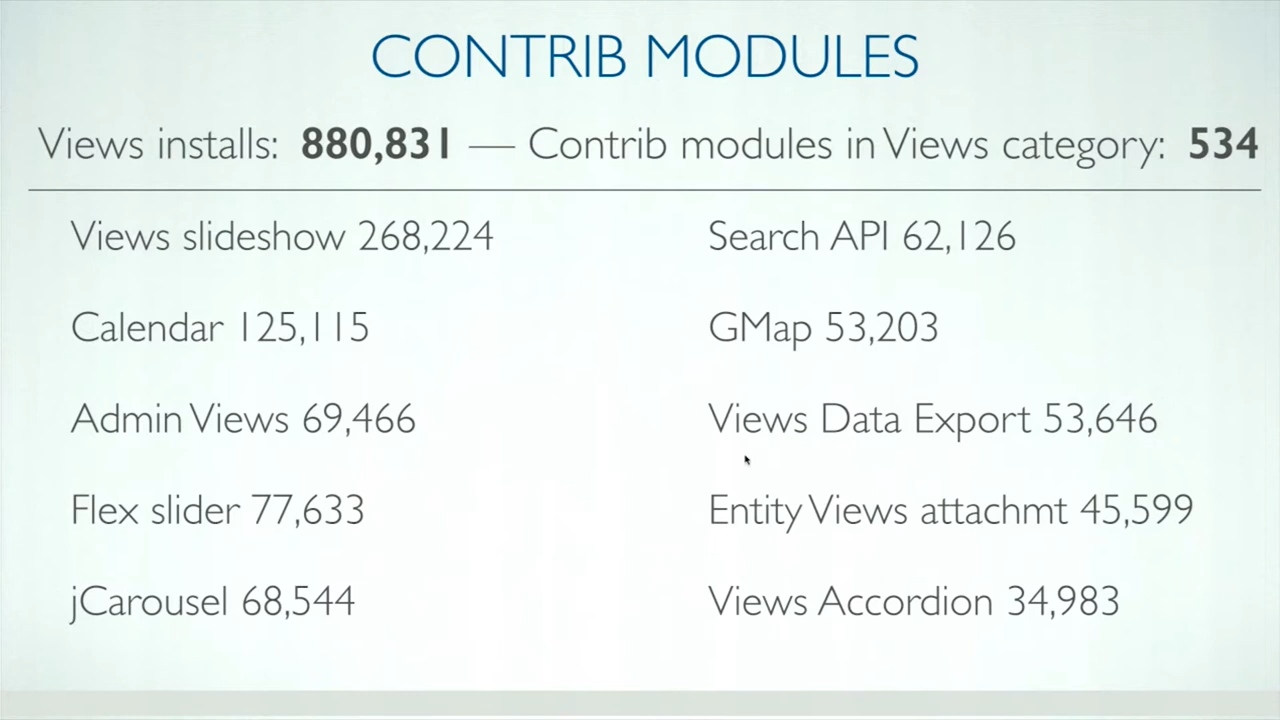 CONTRIB MODULES
Views installs: 880,831 — Contrib modules in Views category: 534
Views slideshow 268,224
Calendar 125,115
Admin Views 69,466
Flex slider 77,633
jCarousel 68,544
Search API 62,126
GMap 53,203
Views Data Export 53,646
Entity Views attachmt 45,599
Views Accordion 34,983